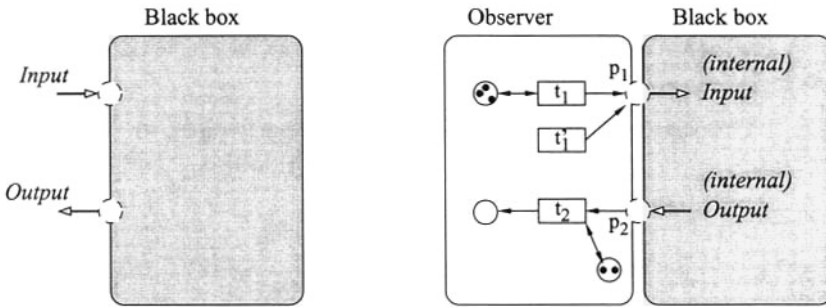 Black box
Input
Output
Observer
Black box
p1
t1
t'1
(internal)
Input
t2
p2
(internal)
Output